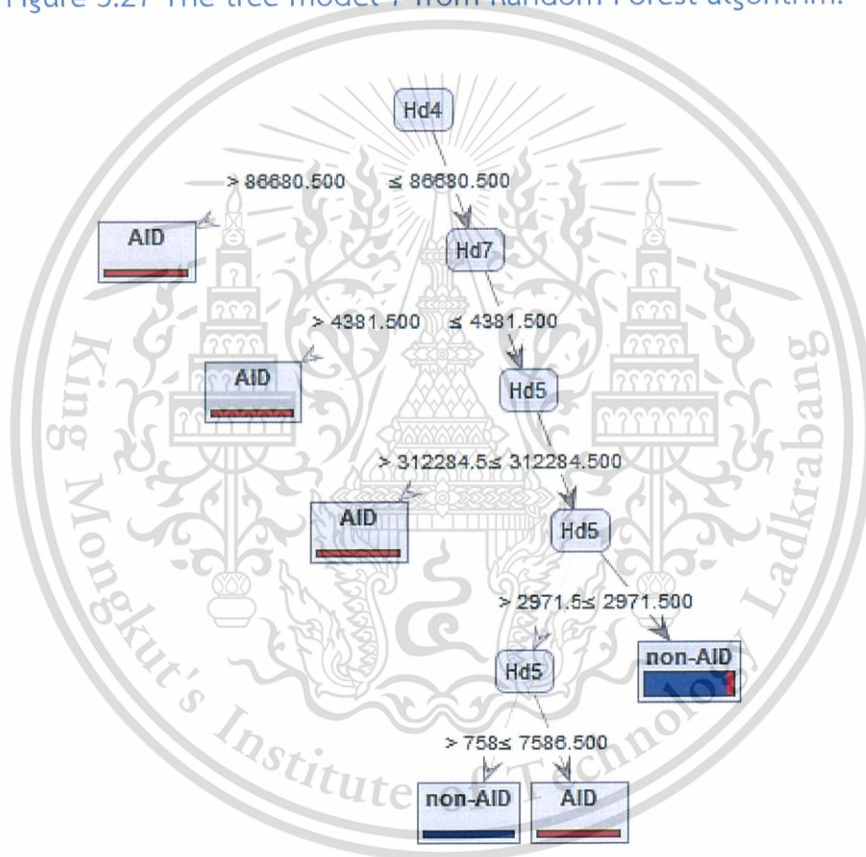 Figure 5.27 The tree model 7 from Random Forest algorithm.
Hd4
> 86680.500 ≤ 86680.500
AID
Hd7
> 4381.500 ≤ 4381.500
AID
Hd5
> 312284.5≤ 312284.500
AID
Hd5
> 2971.5≤ 2971.500
Hd5
non-AID
> 758≤ 7586.500
non-AID
AID
King Mongkut's Institute of Technology Ladkrabang